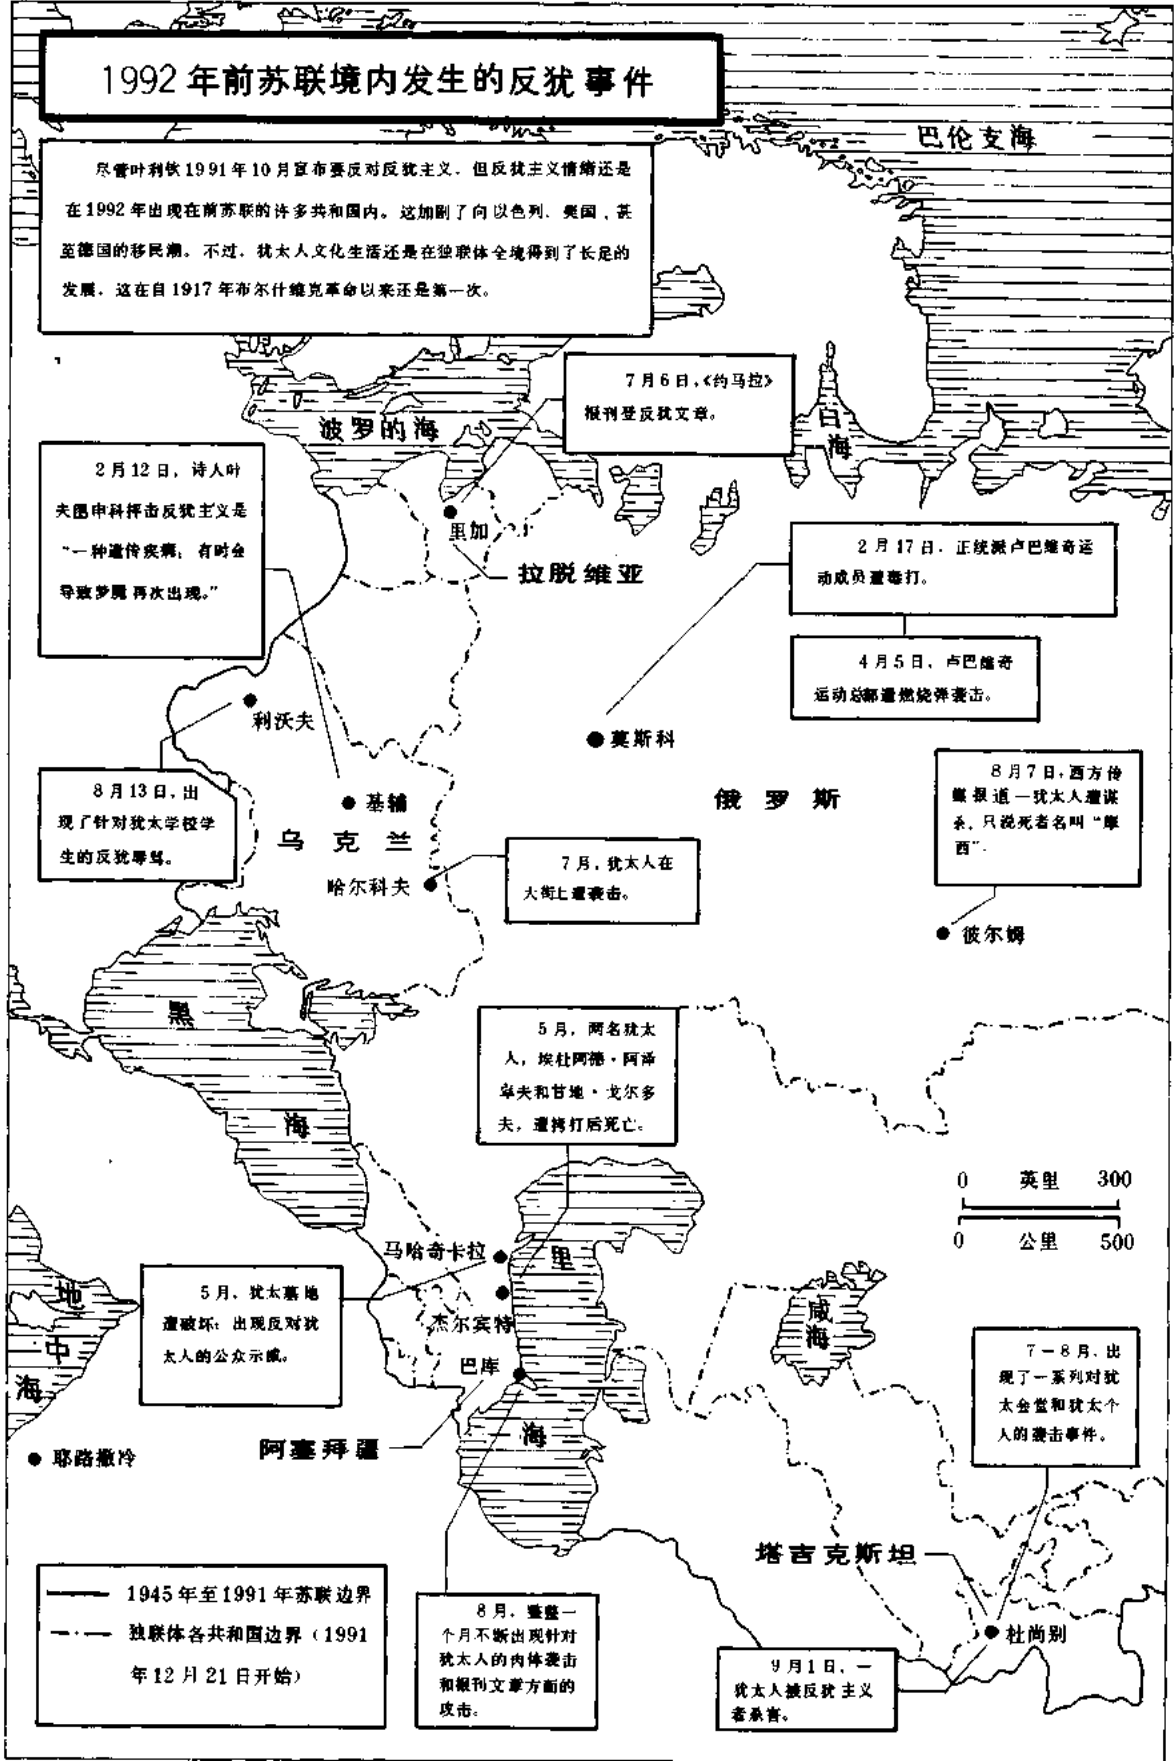 1992年前苏联境内发生的反犹事件
尽管叶利钦1991年10月宣布要反对反犹主义，但反犹主义情绪还是
在1992年出现在前苏联的许多共和国内。这加剧了向以色列、美国，甚
至德国的移民潮。不过，犹太人文化生活还是在独联体全境得到了长足的
发展，这在自1917年布尔什维克革命以来还是第一次。
巴伦支海
7月6日，《约马拉》
报刊登反犹文章。
波罗的海
白
海
2月12日，诗人叶
夫图申科抨击反犹主义是
“一种遗传疾病；有时会
导致梦魇再次出现。”
里加
拉脱维亚
2月17日，正统派卢巴维奇运
动成员遭毒打。
4月5日，卢巴维奇
运动总部遭燃烧弹袭击。
利沃夫
莫斯科
8月13日，出
现了针对犹太学校学
生的反犹辱骂。
基辅
乌克兰
俄罗斯
8月7日，西方传
媒报道一犹太人遭谋
杀，只说死者名叫“摩
西”。
哈尔科夫
7月，犹太人在
大街上遭袭击。
彼尔姆
黑
海
5月，两名犹太
人，埃杜阿德·阿泽
卓夫和甘地·戈尔多
夫，遭拷打后死亡。
0 英里 300
0 公里 500
马哈奇卡拉
里
地
中
海
5月，犹太墓地
遭破坏；出现反对犹
太人的公众示威。
杰尔宾特
巴库
咸
海
7－8月，出
现了一系列对犹
太会堂和犹太个
人的袭击事件。
海
阿塞拜疆
耶路撒冷
塔吉克斯坦
1945年至1991年苏联边界
独联体各共和国边界（1991
年12月21日开始）
8月，整整一
个月不断出现针对
犹太人的肉体袭击
和报刊文章方面的
攻击。
杜尚别
9月1日，一
犹太人被反犹主义
者杀害。